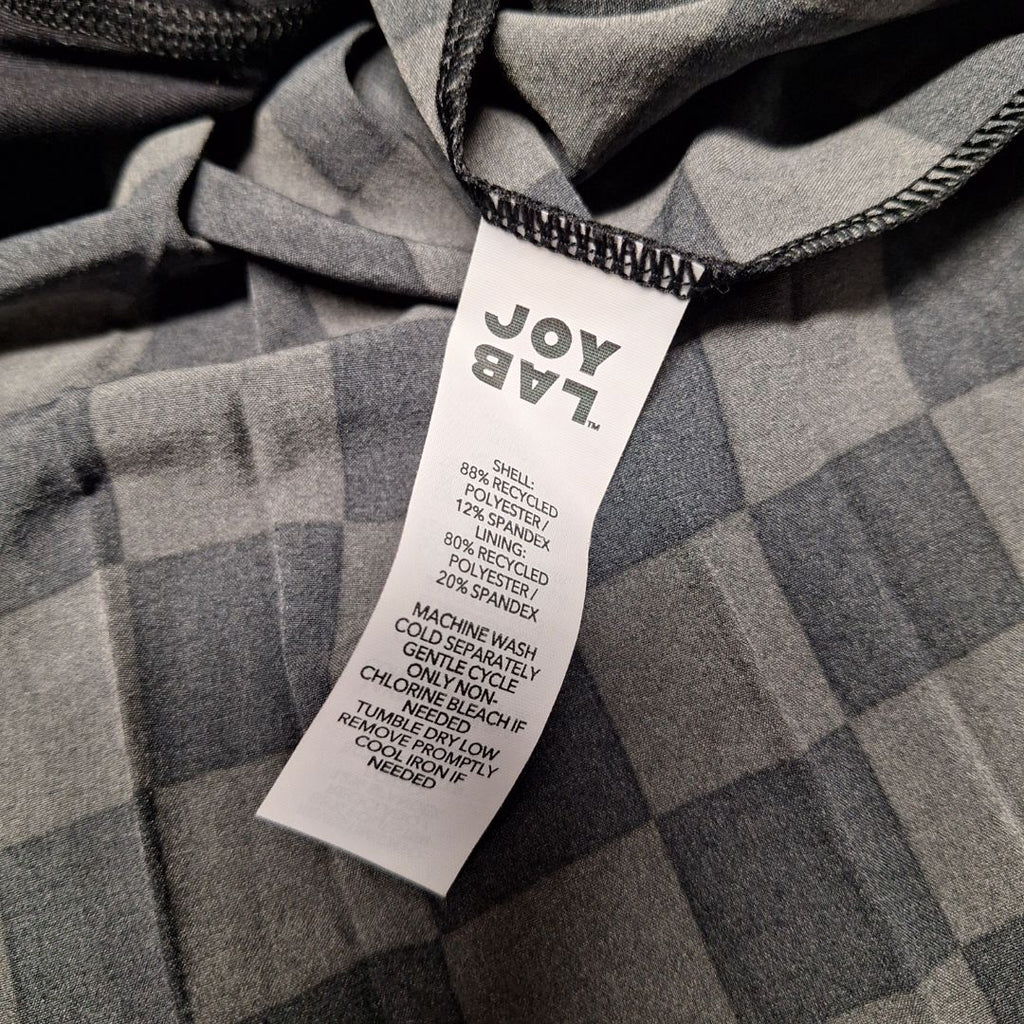 JOY
LAB™
SHELL:
88% RECYCLED
POLYESTER /
12% SPANDEX
LINING:
80% RECYCLED
POLYESTER /
20% SPANDEX
MACHINE WASH
COLD SEPARATELY
GENTLE CYCLE
ONLY NON-
CHLORINE BLEACH IF
NEEDED
TUMBLE DRY LOW
REMOVE PROMPTLY
COOL IRON IF
NEEDED